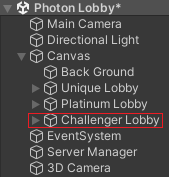 Photon Lobby*
Main Camera
Directional Light
Canvas
Back Ground
Unique Lobby
Platinum Lobby
Challenger Lobby
EventSystem
Server Manager
3D Camera